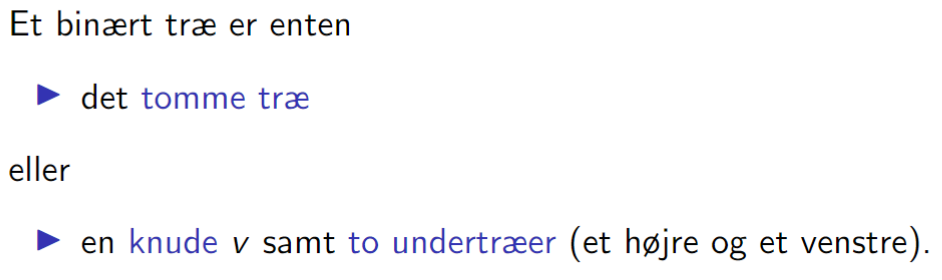 Et binært træ er enten
▶ det tomme træ
eller
▶ en knude v samt to undertræer (et højre og et venstre).